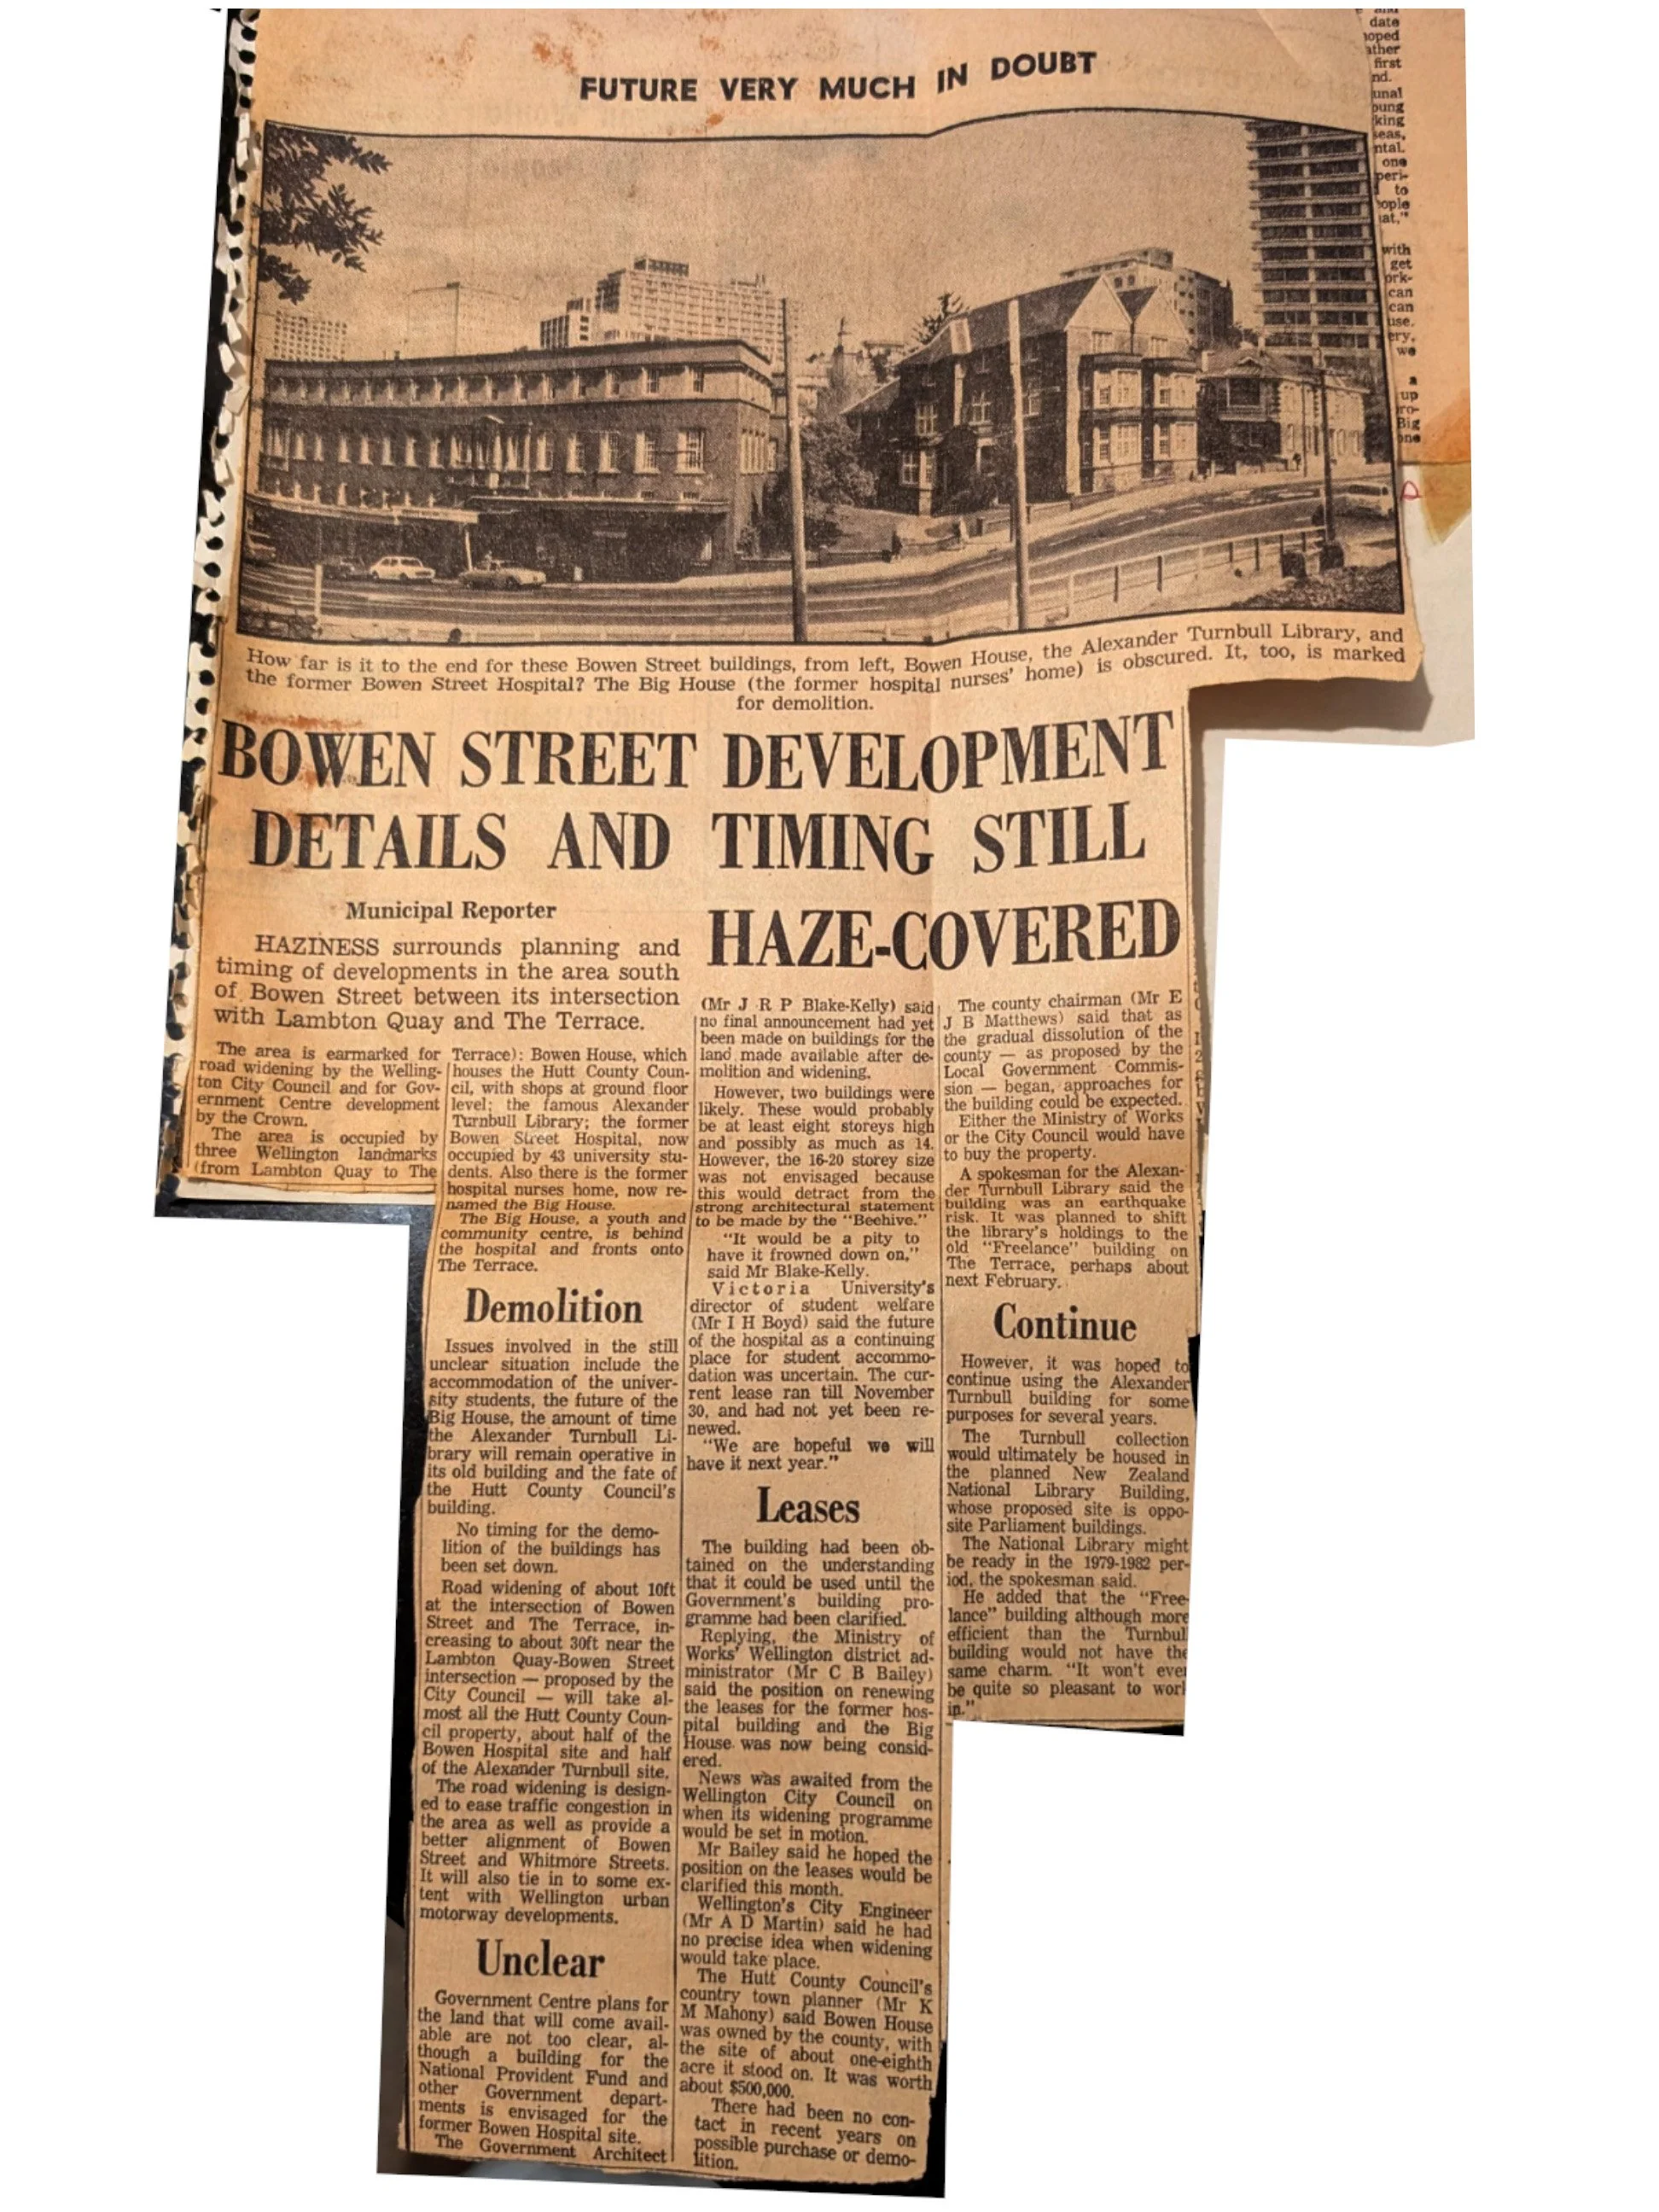 FUTURE VERY MUCH IN DOUBT
How far is it to the end for these Bowen Street buildings, from left, Bowen House, the Alexander Turnbull Library, and
the former Bowen Street Hospital? The Big House (the former hospital nurses' home) is obscured. It, too, is marked
for demolition.
BOWEN STREET DEVELOPMENT
DETAILS AND TIMING STILL
HAZE-COVERED
Municipal Reporter
HAZINESS surrounds planning and
timing of developments in the area south
of Bowen Street between its intersection
with Lambton Quay and The Terrace.
The area is earmarked for
road widening by the Welling-
ton City Council and for Gov-
ernment Centre development
by the Crown.
The area is occupied by
three Wellington landmarks
(from Lambton Quay to The
Terrace): Bowen House, which
houses the Hutt County Coun-
cil, with shops at ground floor
level; the famous Alexander
Turnbull Library; the former
Bowen Street Hospital, now
occupied by 43 university stu-
dents. Also there is the former
hospital nurses home, now re-
named the Big House.
The Big House, a youth and
community centre, is behind
the hospital and fronts onto
The Terrace.
Demolition
Issues involved in the still
unclear situation include the
accommodation of the univer-
sity students, the future of the
Big House, the amount of time
the Alexander Turnbull Li-
brary will remain operative in
its old building and the fate of
the Hutt County Council's
building.
No timing for the demo-
lition of the buildings has
been set down.
Road widening of about 10ft
at the intersection of Bowen
Street and The Terrace, in-
creasing to about 30ft near the
Lambton Quay-Bowen Street
intersection — proposed by the
City Council — will take al-
most all the Hutt County Coun-
cil property, about half of the
Bowen Hospital site and half
of the Alexander Turnbull site.
The road widening is design-
ed to ease traffic congestion in
the area as well as provide a
better alignment of Bowen
Street and Whitmore Streets.
It will also tie in to some ex-
tent with Wellington urban
motorway developments.
Unclear
Government Centre plans for
the land that will come avail-
able are not too clear, al-
though a building for the
National Provident Fund and
other Government depart-
ments is envisaged for the
former Bowen Hospital site.
The Government Architect
(Mr J R P Blake-Kelly) said
no final announcement had yet
been made on buildings for the
land made available after de-
molition and widening.
However, two buildings were
likely. These would probably
be at least eight storeys high
and possibly as much as 14.
However, the 16-20 storey size
was not envisaged because
this would detract from the
strong architectural statement
to be made by the "Beehive."
"It would be a pity to
have it frowned down on,"
said Mr Blake-Kelly.
Victoria University's
director of student welfare
(Mr I H Boyd) said the future
of the hospital as a continuing
place for student accommo-
dation was uncertain. The cur-
rent lease ran till November
30, and had not yet been re-
newed.
"We are hopeful we will
have it next year."
Leases
The building had been ob-
tained on the understanding
that it could be used until the
Government's building pro-
gramme had been clarified.
Replying, the Ministry of
Works' Wellington district ad-
ministrator (Mr C B Bailey)
said the position on renewing
the leases for the former hos-
pital building and the Big
House was now being consid-
ered.
News was awaited from the
Wellington City Council on
when its widening programme
would be set in motion.
Mr Bailey said he hoped the
position on the leases would be
clarified this month.
Wellington's City Engineer
(Mr A D Martin) said he had
no precise idea when widening
would take place.
The Hutt County Council's
country town planner (Mr K
M Mahony) said Bowen House
was owned by the county, with
the site of about one-eighth
acre it stood on. It was worth
about $500,000.
There had been no con-
tact in recent years on
possible purchase or demo-
lition.
The county chairman (Mr E
J B Matthews) said that as
the gradual dissolution of the
county — as proposed by the
Local Government Commis-
sion — began, approaches for
the building could be expected.
Either the Ministry of Works
or the City Council would have
to buy the property.
A spokesman for the Alexan-
der Turnbull Library said the
building was an earthquake
risk. It was planned to shift
the library's holdings to the
old "Freelance" building on
The Terrace, perhaps about
next February.
Continue
However, it was hoped to
continue using the Alexander
Turnbull building for some
purposes for several years.
The Turnbull collection
would ultimately be housed in
the planned New Zealand
National Library Building,
whose proposed site is oppo-
site Parliament buildings.
The National Library might
be ready in the 1979-1982 per-
iod, the spokesman said.
He added that the "Free-
lance" building although more
efficient than the Turnbul
building would not have the
same charm. "It won't ever
be quite so pleasant to work
in."
date
oped
ather
first
nd.
unal
oung
king
seas,
ntal.
one
peri-
to
ople
at,"
with
get
ork-
can
can
use.
ery,
we
a
up
ro-
Big
one